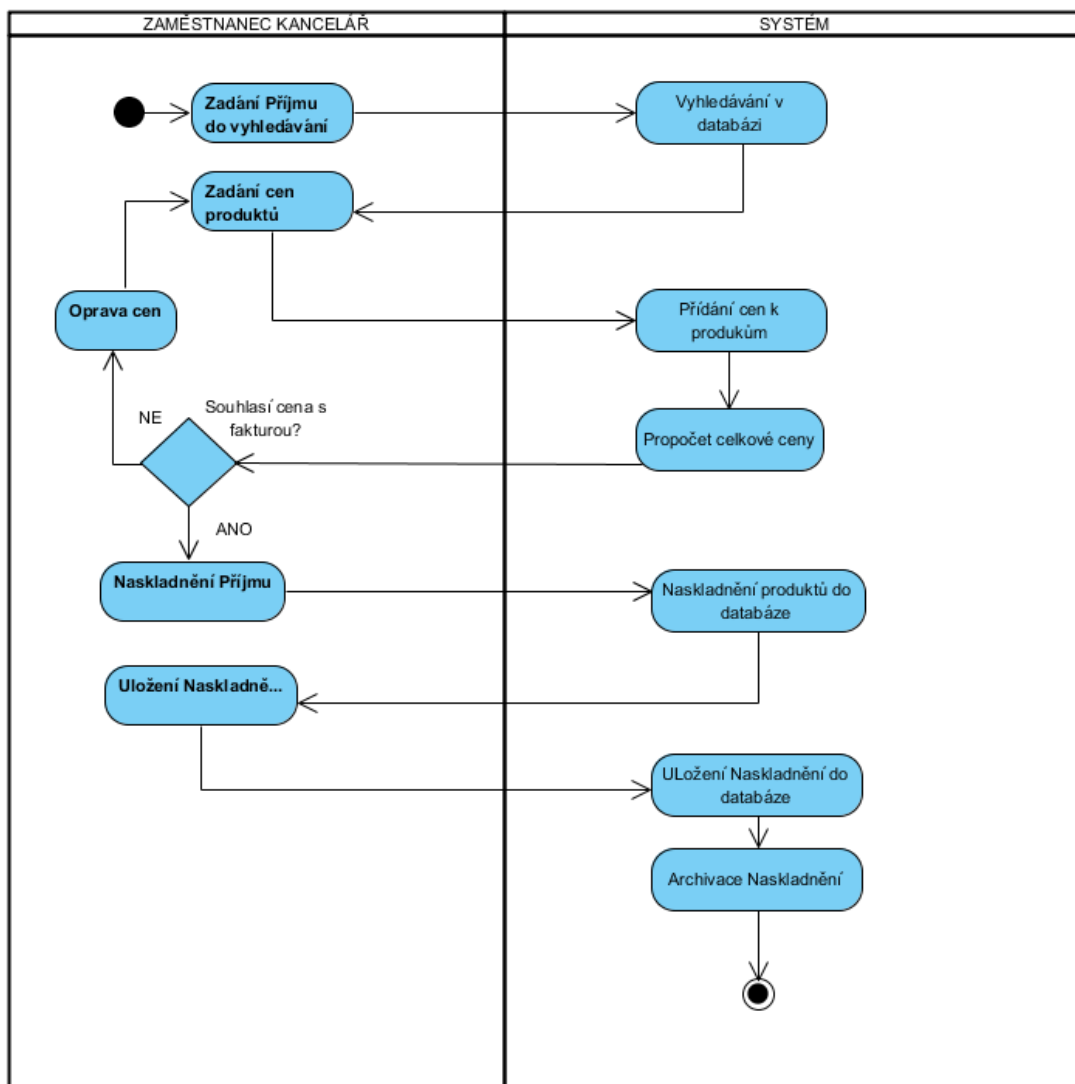 ZAMĚSTNANEC KANCELÁŘ
SYSTÉM
Zadání Příjmu
do vyhledávání
Vyhledávání v
databázi
Zadání cen
produktů
Oprava cen
Přídání cen k
produkům
Souhlasí cena s
fakturou?
NE
Propočet celkové ceny
ANO
Naskladnění Příjmu
Naskladnění produktů do
databáze
Uložení Naskladně...
ULožení Naskladnění do
databáze
Archivace Naskladnění